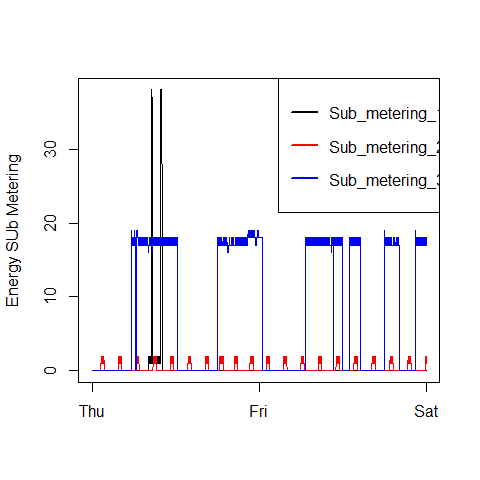 Energy SUb Metering
30
20
10
0
Thu
Fri
Sat
Sub_metering_1
Sub_metering_2
Sub_metering_3